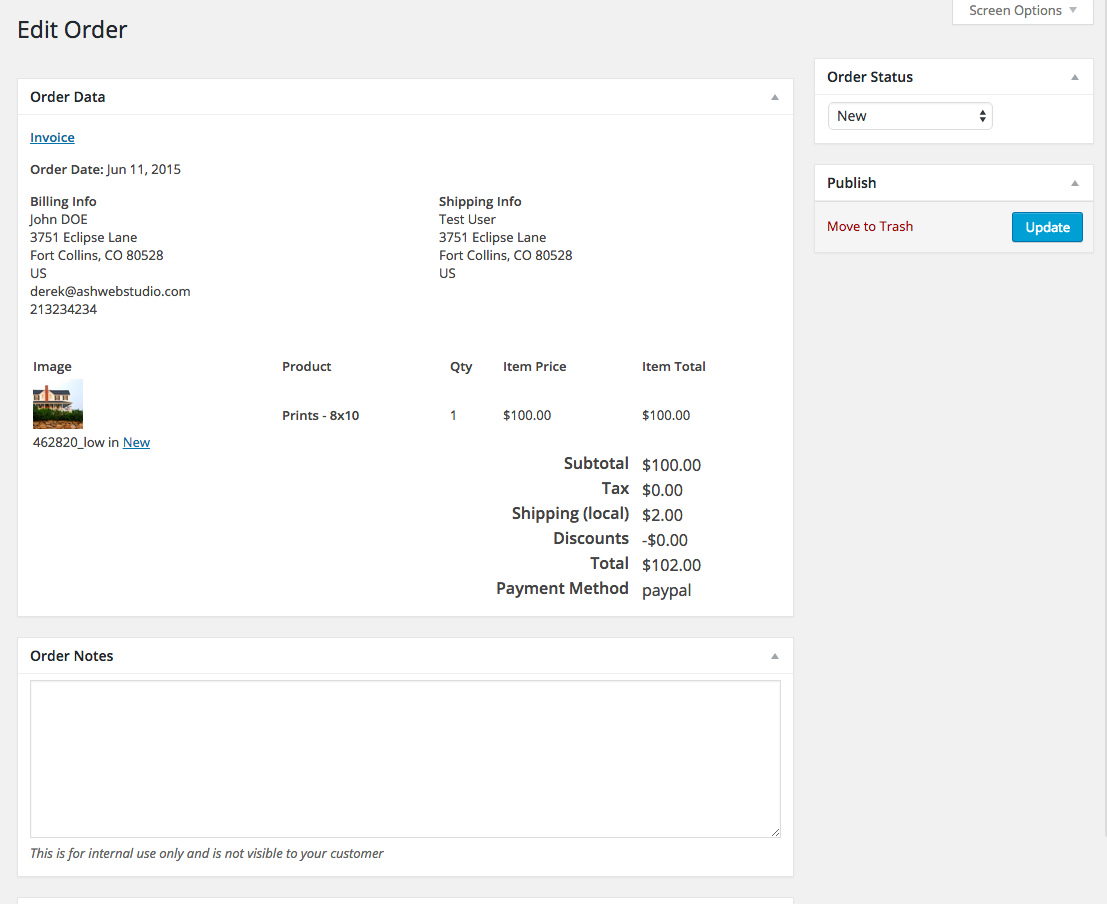 Screen Options
Edit Order
Order Data
Invoice
Order Date: Jun 11, 2015
Billing Info
John DOE
3751 Eclipse Lane
Fort Collins, CO 80528
US
derek@ashwebstudio.com
213234234
Shipping Info
Test User
3751 Eclipse Lane
Fort Collins, CO 80528
US
Image Product Qty Item Price Item Total
Prints - 8x10 1 $100.00 $100.00
462820_low in New
Subtotal $100.00
Tax $0.00
Shipping (local) $2.00
Discounts -$0.00
Total $102.00
Payment Method paypal
Order Notes
This is for internal use only and is not visible to your customer
Order Status
New
Publish
Move to Trash Update